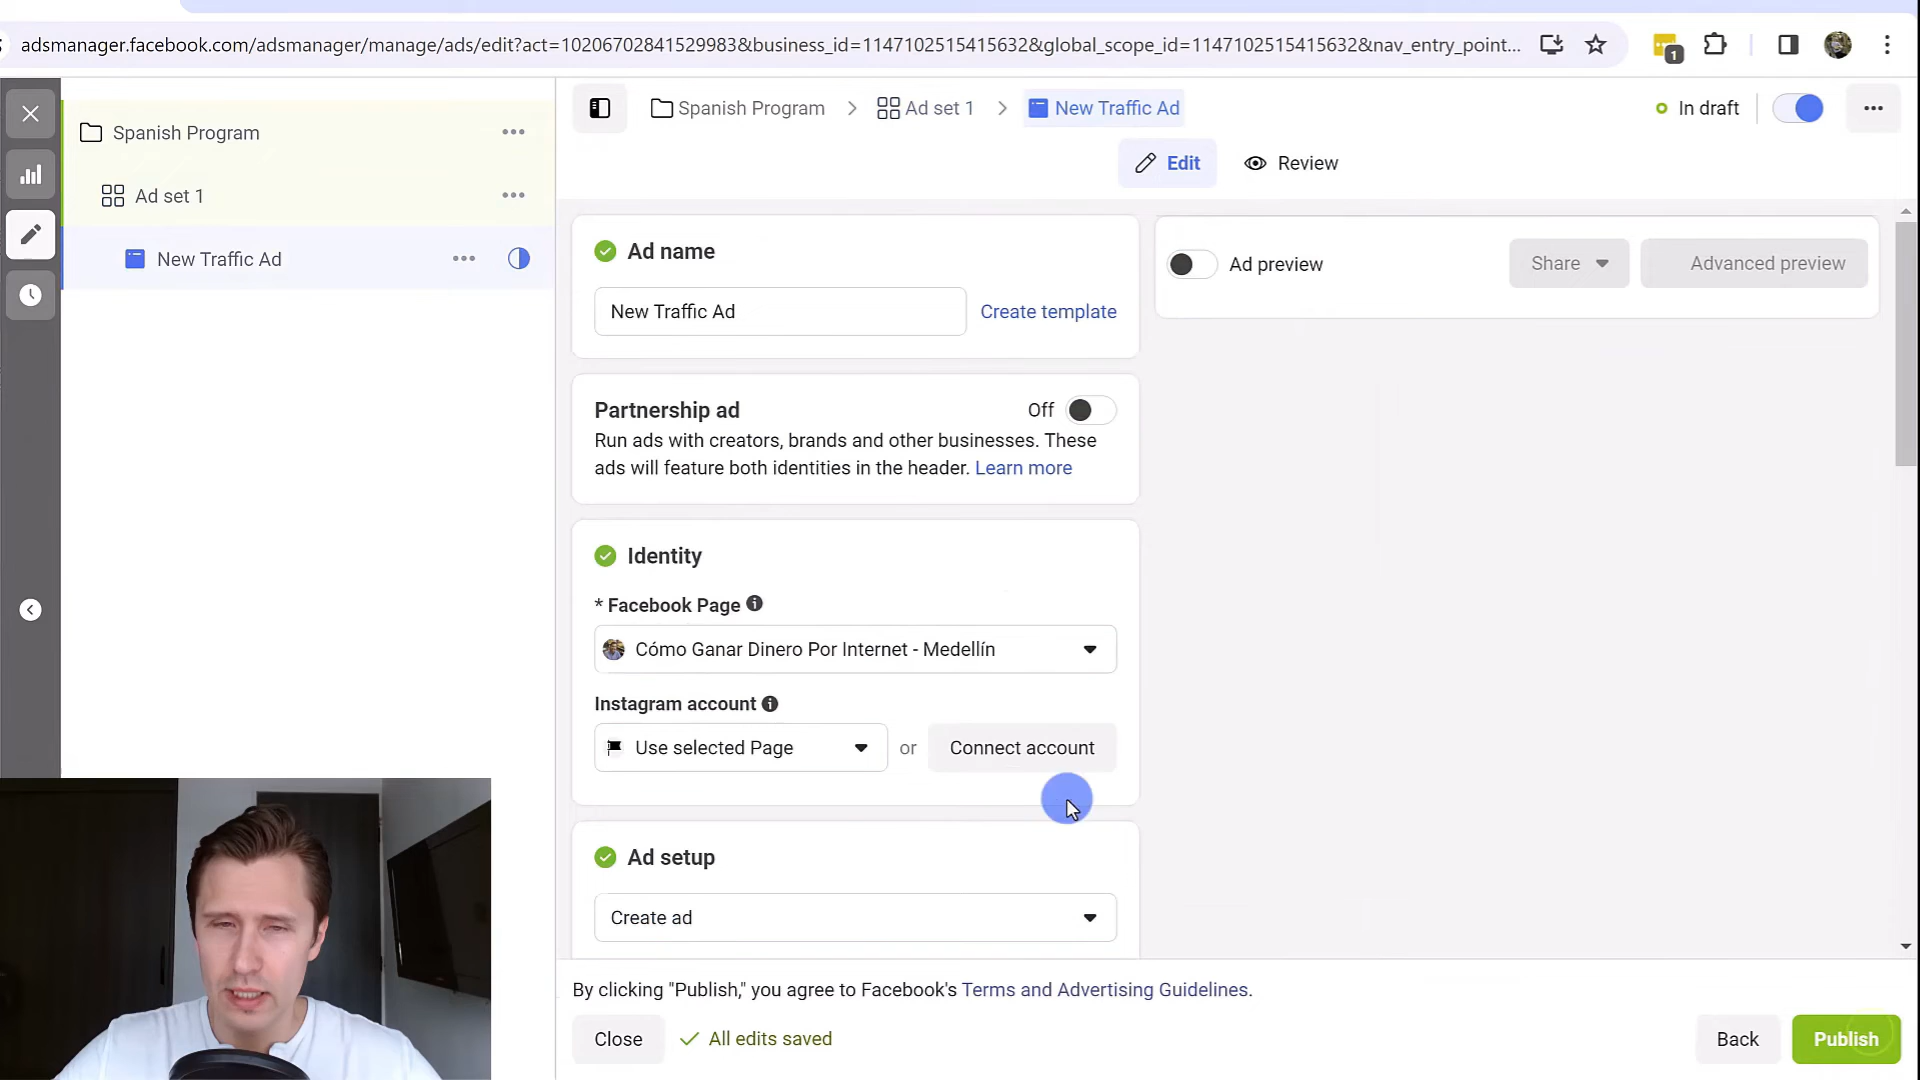 adsmanager.facebook.com/adsmanager/manage/ads/edit?act=10206702841529983&business_id=1147102515415632&global_scope_id=1147102515415632&nav_entry_point...
1
Spanish Program
Ad set 1
New Traffic Ad
Spanish Program > Ad set 1 > New Traffic Ad
In draft
Edit
Review
Ad name
New Traffic Ad
Create template
Partnership ad
Off
Run ads with creators, brands and other businesses. These
ads will feature both identities in the header. Learn more
Identity
* Facebook Page
Cómo Ganar Dinero Por Internet - Medellín
Instagram account
Use selected Page
or
Connect account
Ad setup
Create ad
Ad preview
Share
Advanced preview
By clicking "Publish," you agree to Facebook's Terms and Advertising Guidelines.
Close
All edits saved
Back
Publish